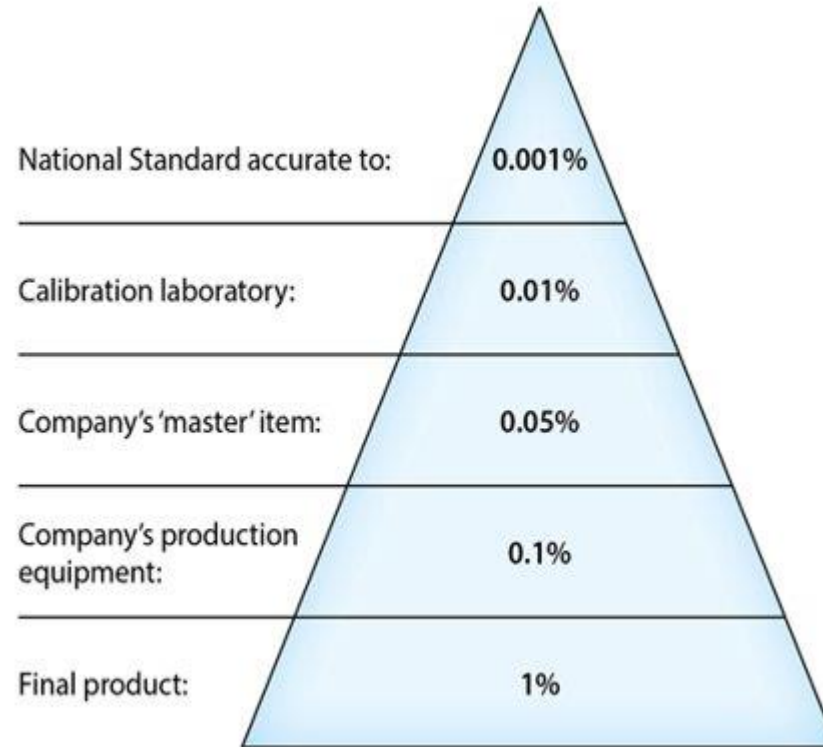 National Standard accurate to: 0.001%
Calibration laboratory: 0.01%
Company's 'master' item: 0.05%
Company's production
equipment: 0.1%
Final product: 1%